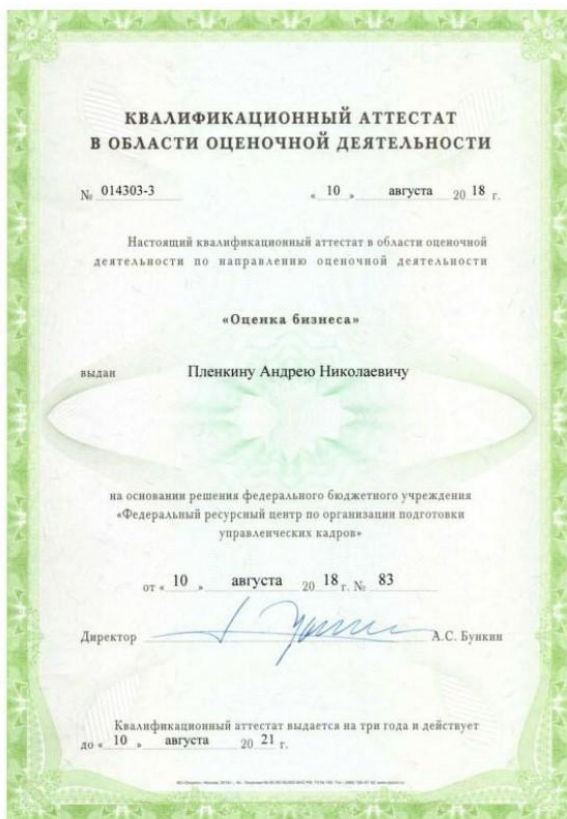 КВАЛИФИКАЦИОННЫЙ АТТЕСТАТ
В ОБЛАСТИ ОЦЕНОЧНОЙ ДЕЯТЕЛЬНОСТИ
№ 014303-3 « 10 » августа 20 18 г.
Настоящий квалификационный аттестат в области оценочной
деятельности по направлению оценочной деятельности
«Оценка бизнеса»
выдан Пленкину Андрею Николаевичу
на основании решения федерального бюджетного учреждения
«Федеральный ресурсный центр по организации подготовки
управленческих кадров»
от « 10 » августа 20 18 г. № 83
Директор А.С. Бункин
Квалификационный аттестат выдается на три года и действует
до « 10 » августа 20 21 г.